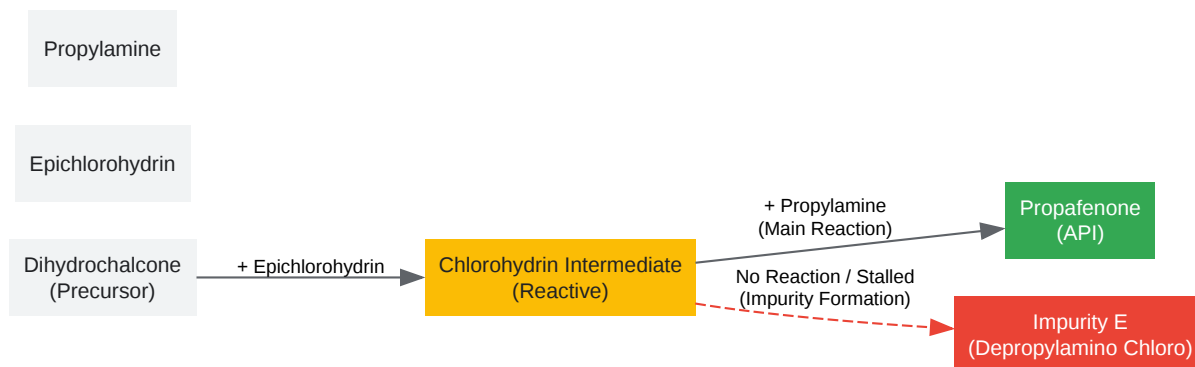 Propylamine
Epichlorohydrin
Dihydrochalcone
(Precursor)
+ Epichlorohydrin
Chlorohydrin Intermediate
(Reactive)
+ Propylamine
(Main Reaction)
No Reaction / Stalled
(Impurity Formation)
Propafenone
(API)
Impurity E
(Depropylamino Chloro)